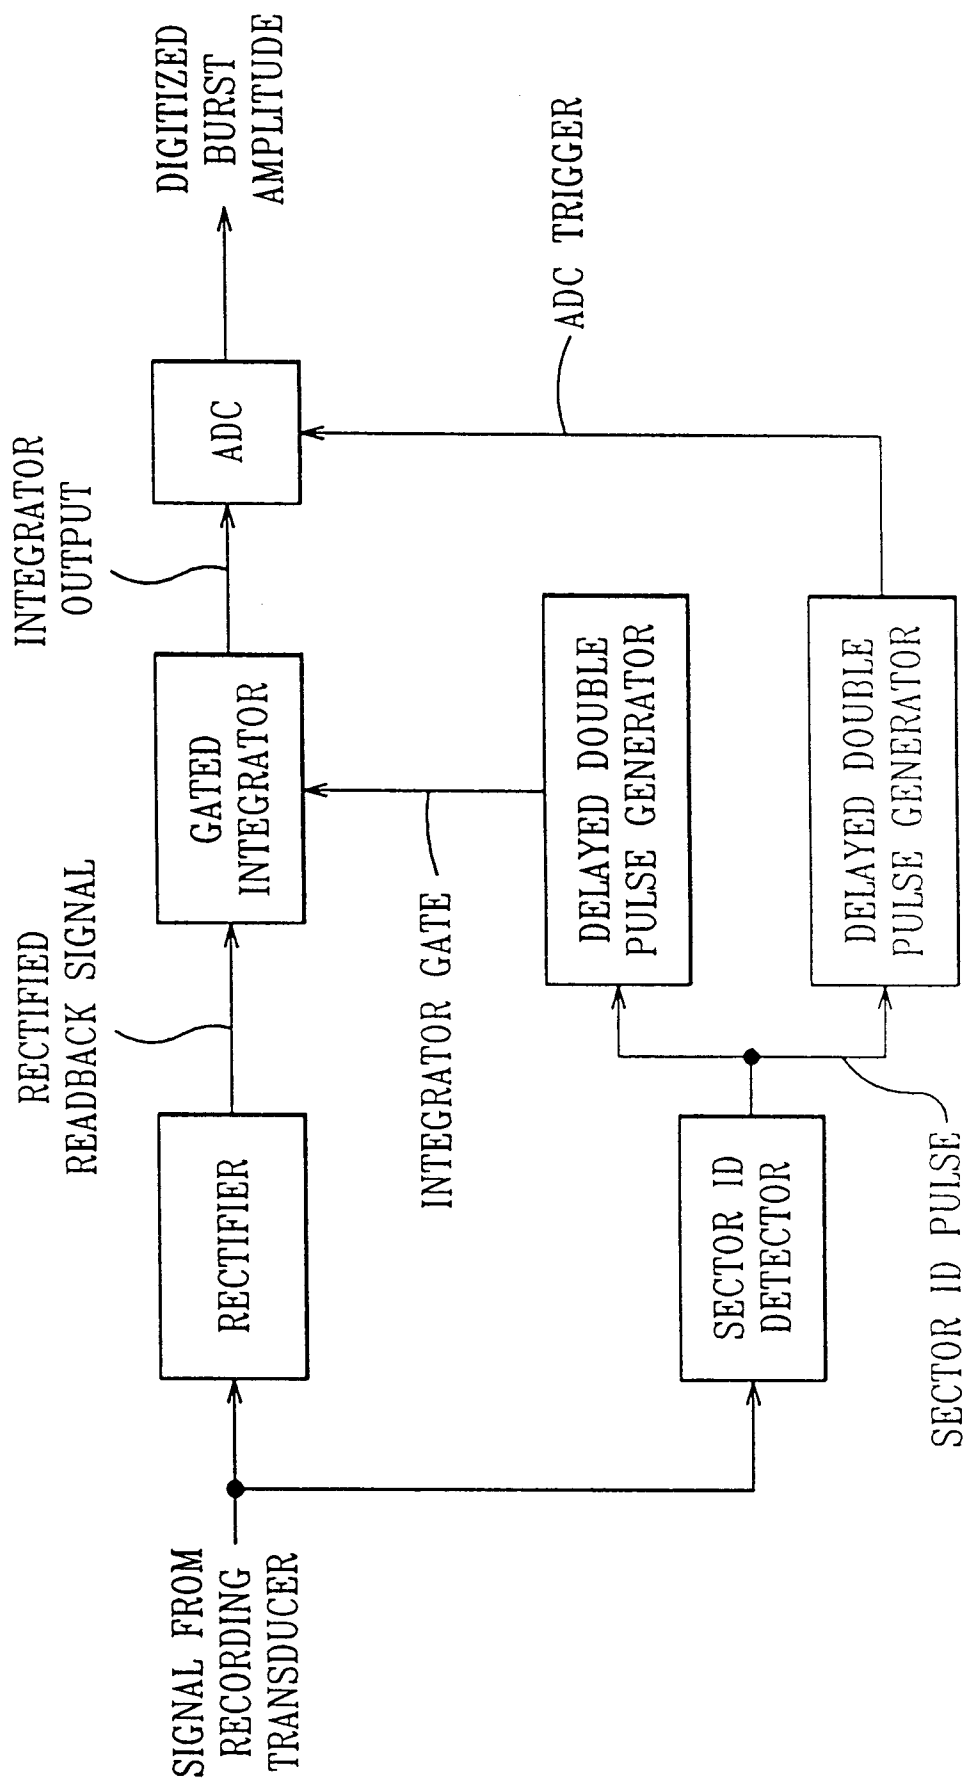 SIGNAL FROM
RECORDING
TRANSDUCER
RECTIFIER
RECTIFIED
READBACK SIGNAL
GATED
INTEGRATOR
INTEGRATOR
OUTPUT
ADC
DIGITIZED
BURST
AMPLITUDE
INTEGRATOR GATE
ADC TRIGGER
SECTOR ID
DETECTOR
DELAYED DOUBLE
PULSE GENERATOR
DELAYED DOUBLE
PULSE GENERATOR
SECTOR ID PULSE